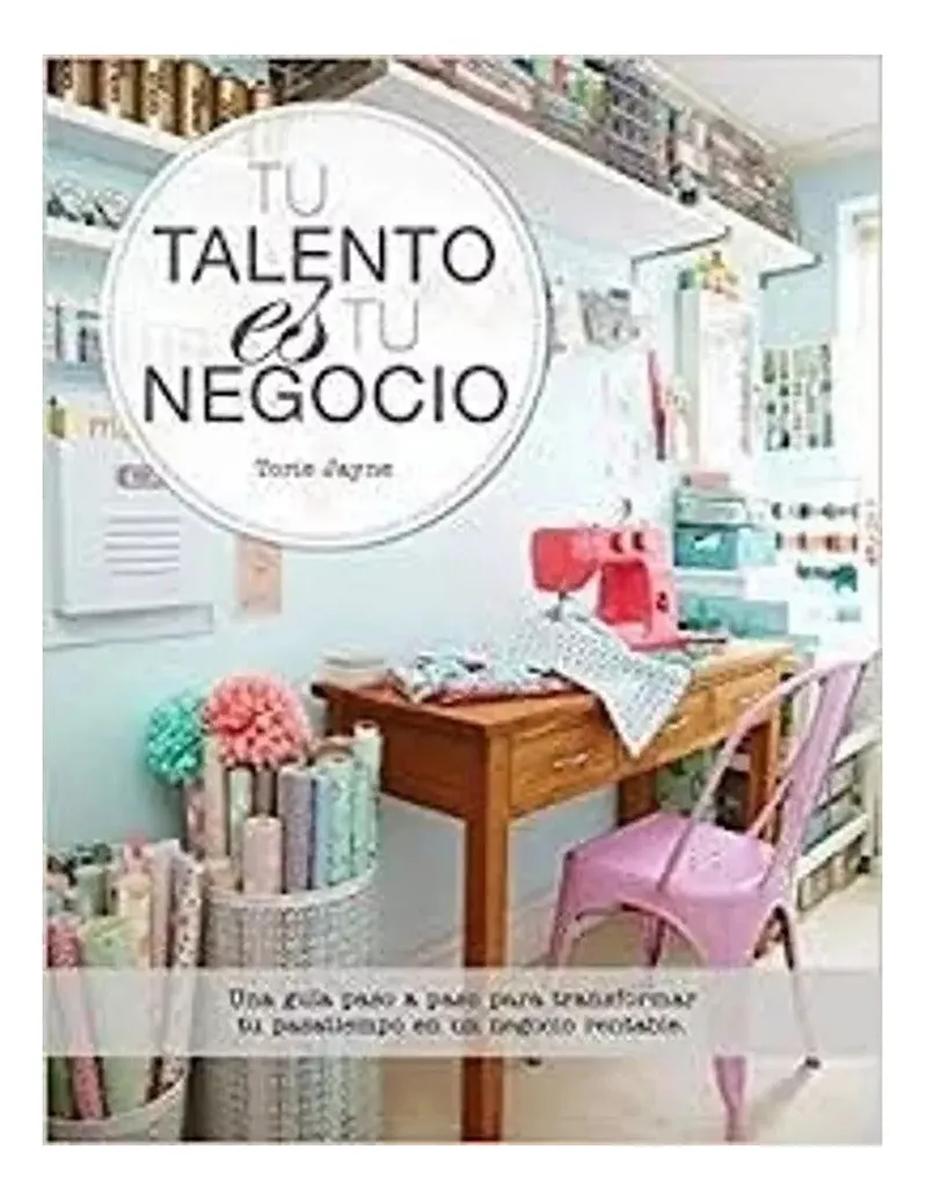 TU
TALENTO
es TU
NEGOCIO
Torie Jayne
Una guía paso a paso para transformar
tu pasatiempo en un negocio rentable.